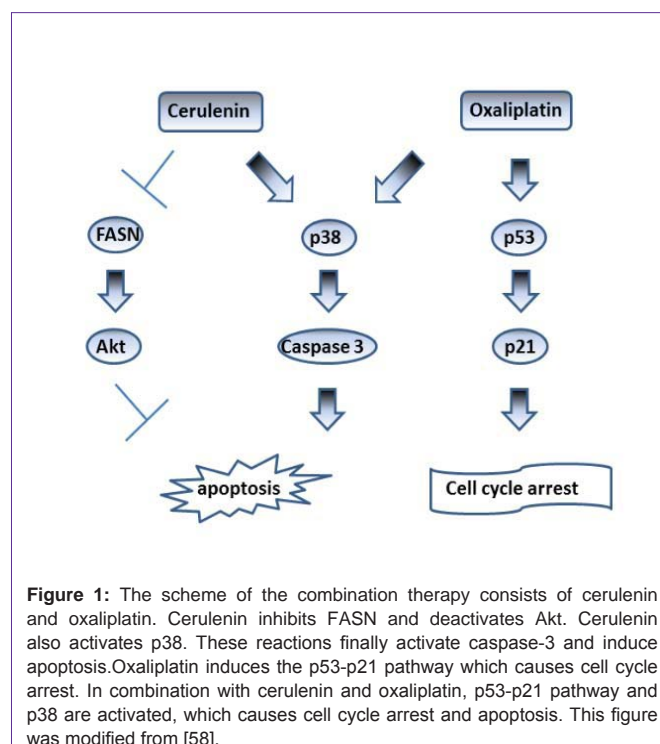 Cerulenin Oxaliplatin
FASN p38 p53
Akt Caspase 3 p21
apoptosis Cell cycle arrest
Figure 1: The scheme of the combination therapy consists of cerulenin
and oxaliplatin. Cerulenin inhibits FASN and deactivates Akt. Cerulenin
also activates p38. These reactions finally activate caspase-3 and induce
apoptosis.Oxaliplatin induces the p53-p21 pathway which causes cell cycle
arrest. In combination with cerulenin and oxaliplatin, p53-p21 pathway and
p38 are activated, which causes cell cycle arrest and apoptosis. This figure
was modified from [58].